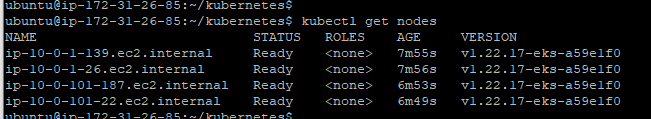 ubuntu@ip-172-31-26-85:~/kubernetes$
ubuntu@ip-172-31-26-85:~/kubernetes$ kubectl get nodes
NAME STATUS ROLES AGE VERSION
ip-10-0-1-139.ec2.internal Ready <none> 7m55s v1.22.17-eks-a59e1f0
ip-10-0-1-26.ec2.internal Ready <none> 7m56s v1.22.17-eks-a59e1f0
ip-10-0-101-187.ec2.internal Ready <none> 6m53s v1.22.17-eks-a59e1f0
ip-10-0-101-22.ec2.internal Ready <none> 6m49s v1.22.17-eks-a59e1f0
ubuntu@ip-172-31-26-85:~/kubernetes$